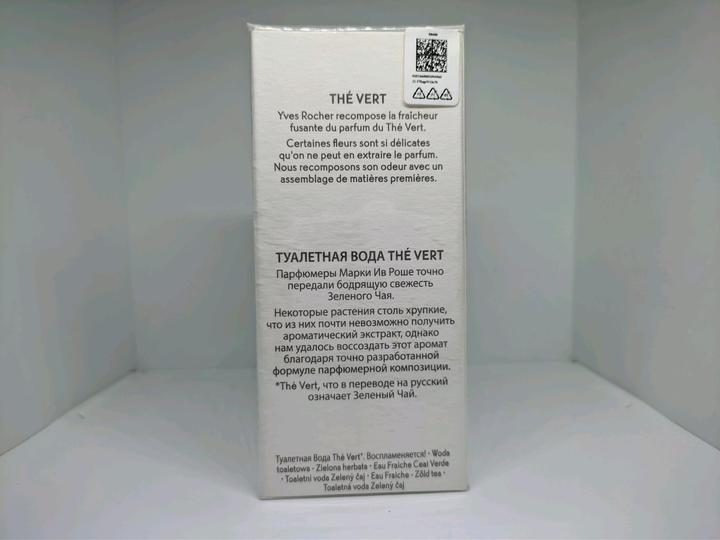 THÉ VERT
Yves Rocher recompose la fraîcheur
fusante du parfum du Thé Vert.
Certaines fleurs sont si délicates
qu'on ne peut en extraire le parfum.
Nous recomposons son odeur avec un
assemblage de matières premières.
ТУАЛЕТНАЯ ВОДА THÉ VERT
Парфюмеры Марки Ив Роше точно
передали бодрящую свежесть
Зеленого Чая.
Некоторые растения столь хрупкие,
что из них почти невозможно получить
ароматический экстракт, однако
нам удалось воссоздать этот аромат
благодаря точно разработанной
формуле парфюмерной композиции.
*Thé Vert, что в переводе на русский
означает Зеленый Чай.
Туалетная Вода Thé Vert*. Воспламеняется! • Woda
toaletowa - Zielona herbata • Eau Fraiche Ceai Verde
• Toaletni voda Zelený čaj • Eau Fraiche - Zöld tea •
Toaletná voda Zelený čaj